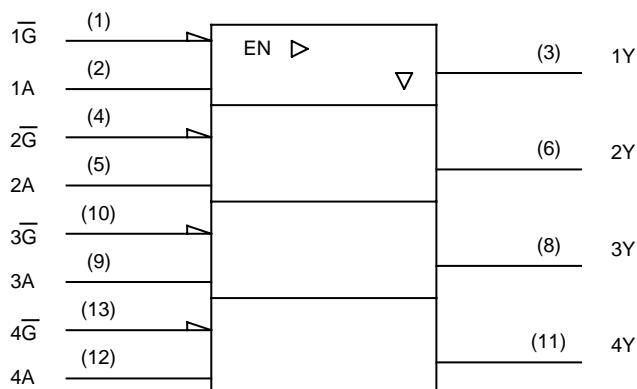 1G̅ (1) EN (3) 1Y
1A (2)
2G̅ (4) (6) 2Y
2A (5)
3G̅ (10) (8) 3Y
3A (9)
4G̅ (13) (11) 4Y
4A (12)